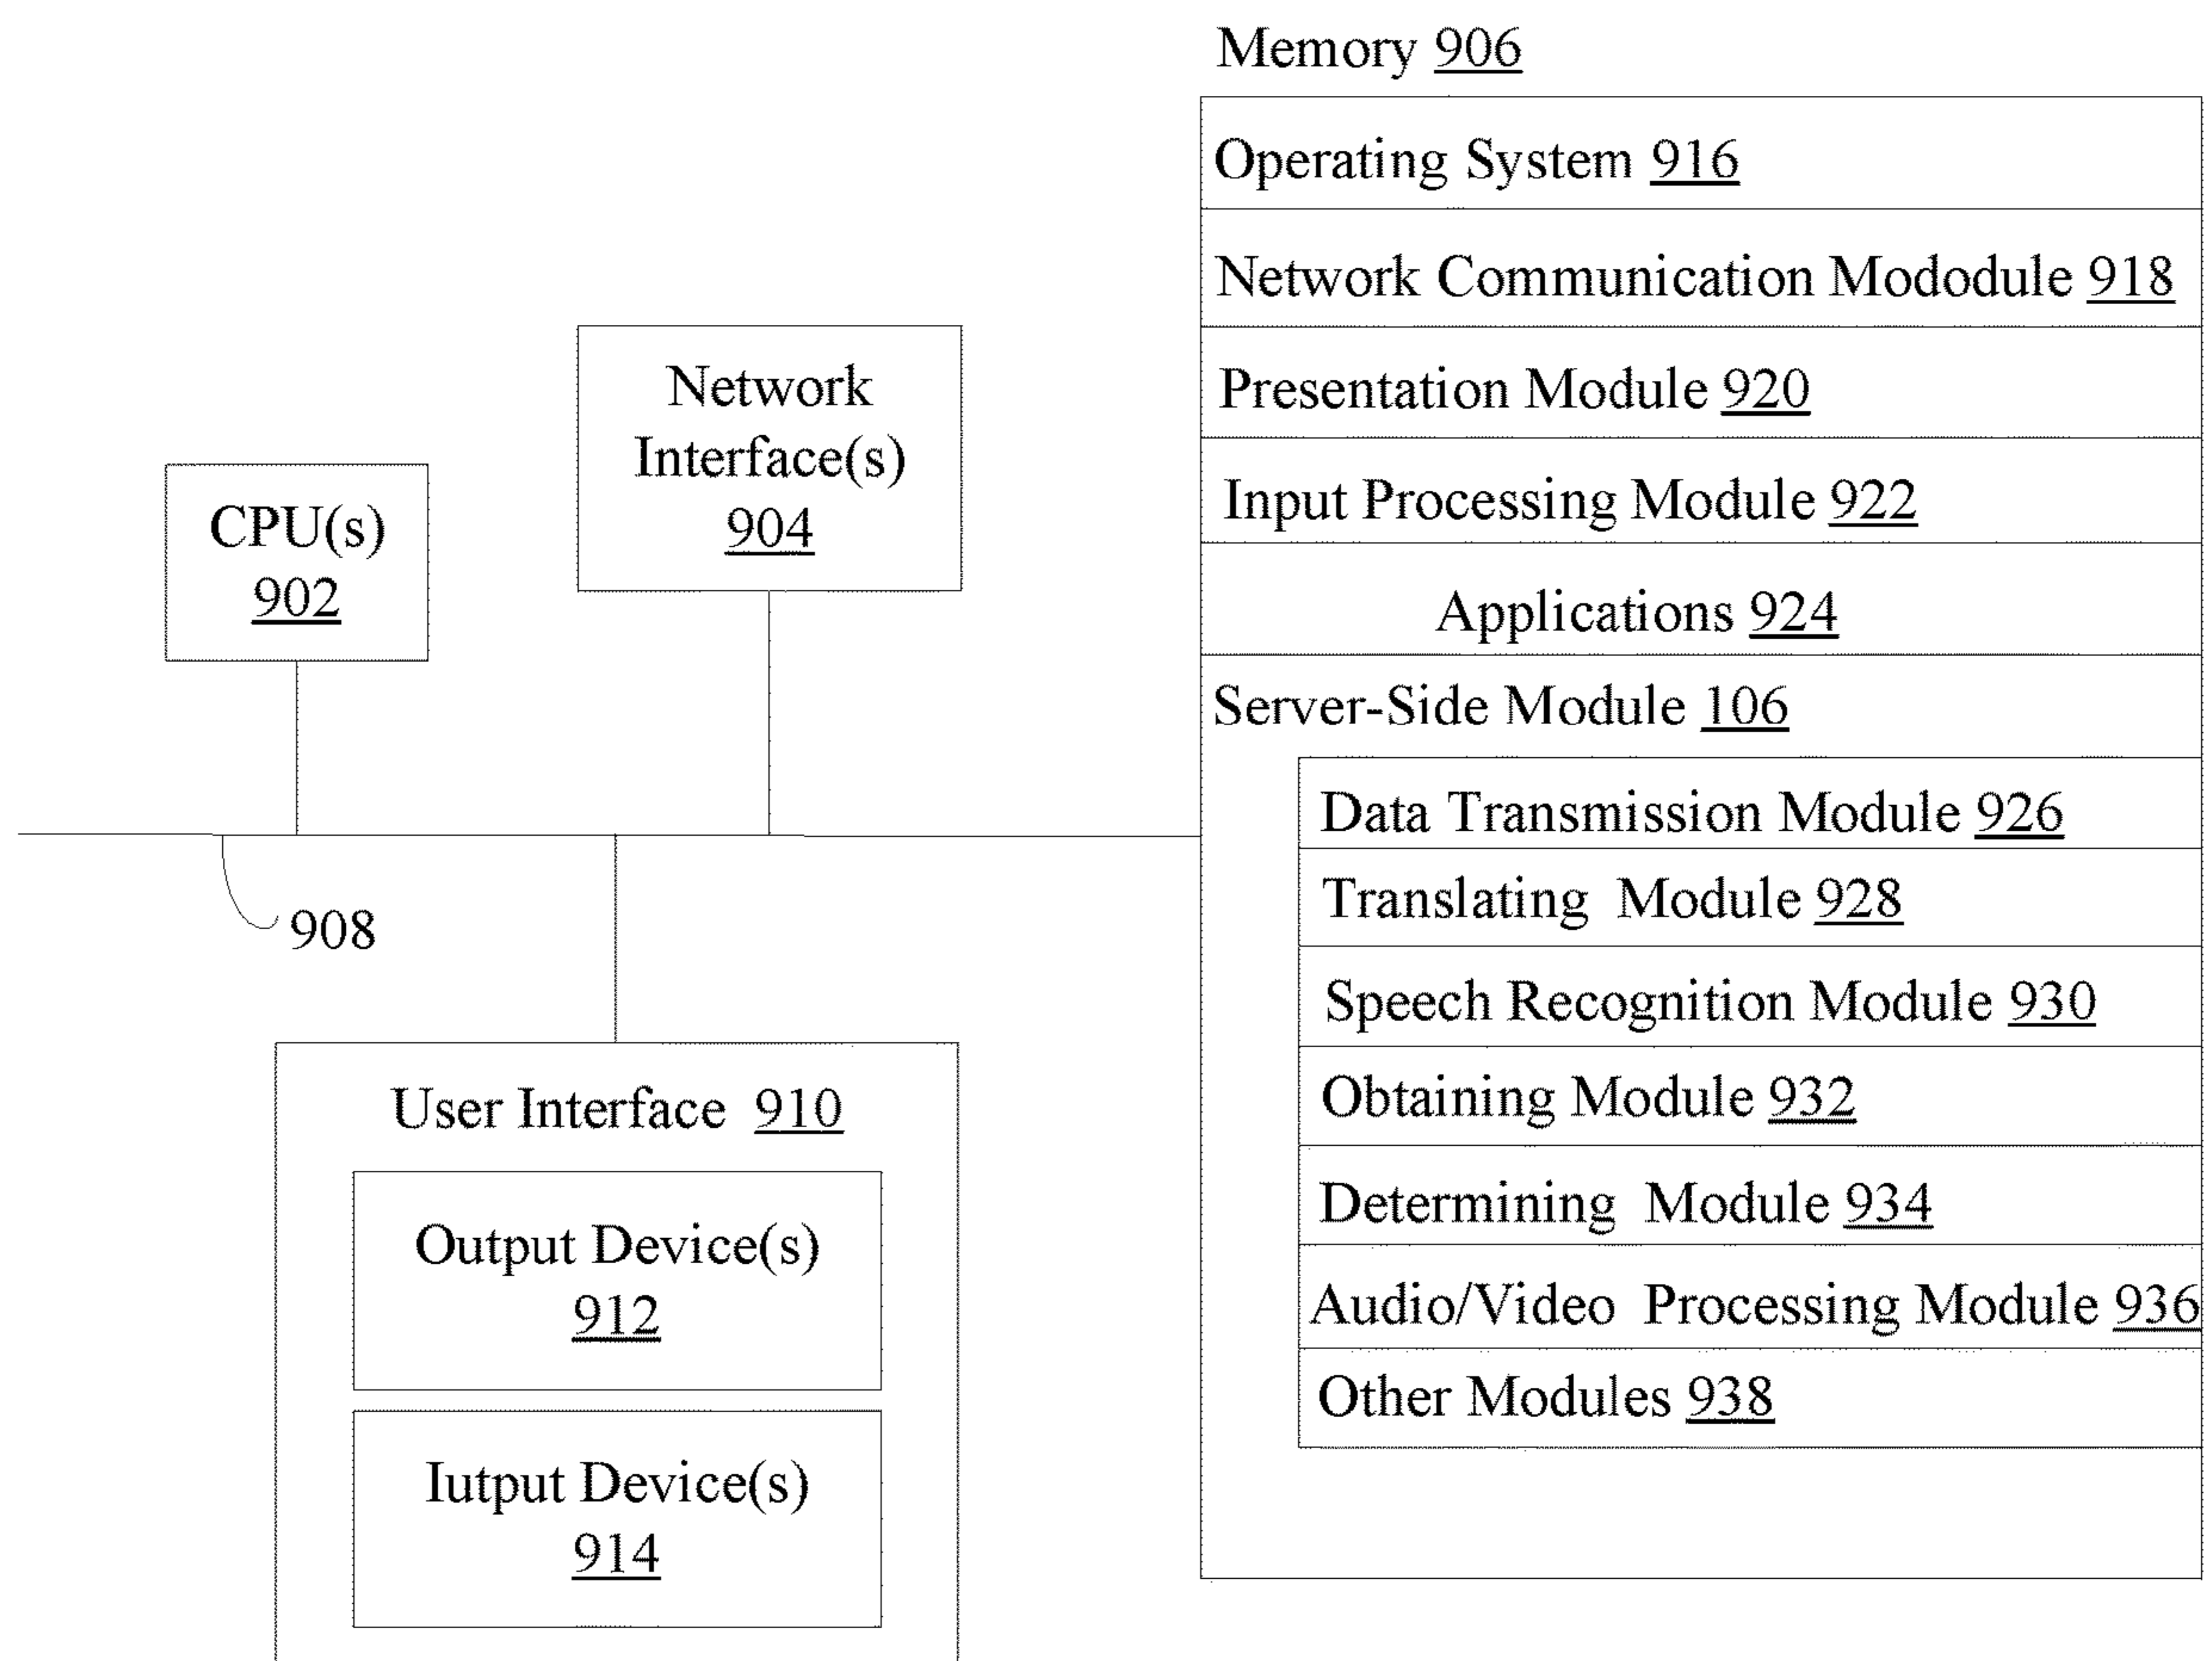 Memory 906
Operating System 916
Network Communication Mododule 918
Presentation Module 920
Input Processing Module 922
Applications 924
Server-Side Module 106
Data Transmission Module 926
Translating Module 928
Speech Recognition Module 930
Obtaining Module 932
Determining Module 934
Audio/Video Processing Module 936
Other Modules 938
Network
Interface(s)
904
CPU(s)
902
908
User Interface 910
Output Device(s)
912
Iutput Device(s)
914